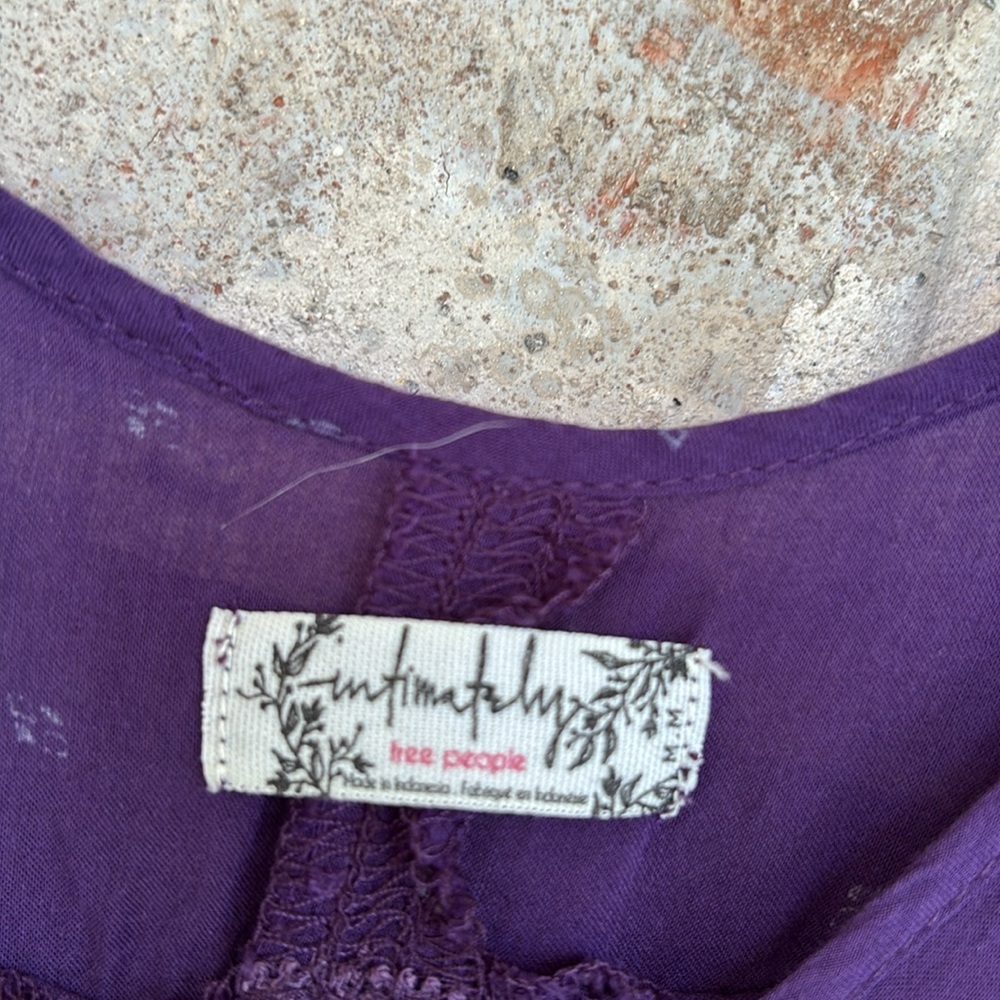 intimately
free people
Made in Indonesia . Fabriqué en Indonésie
M . M